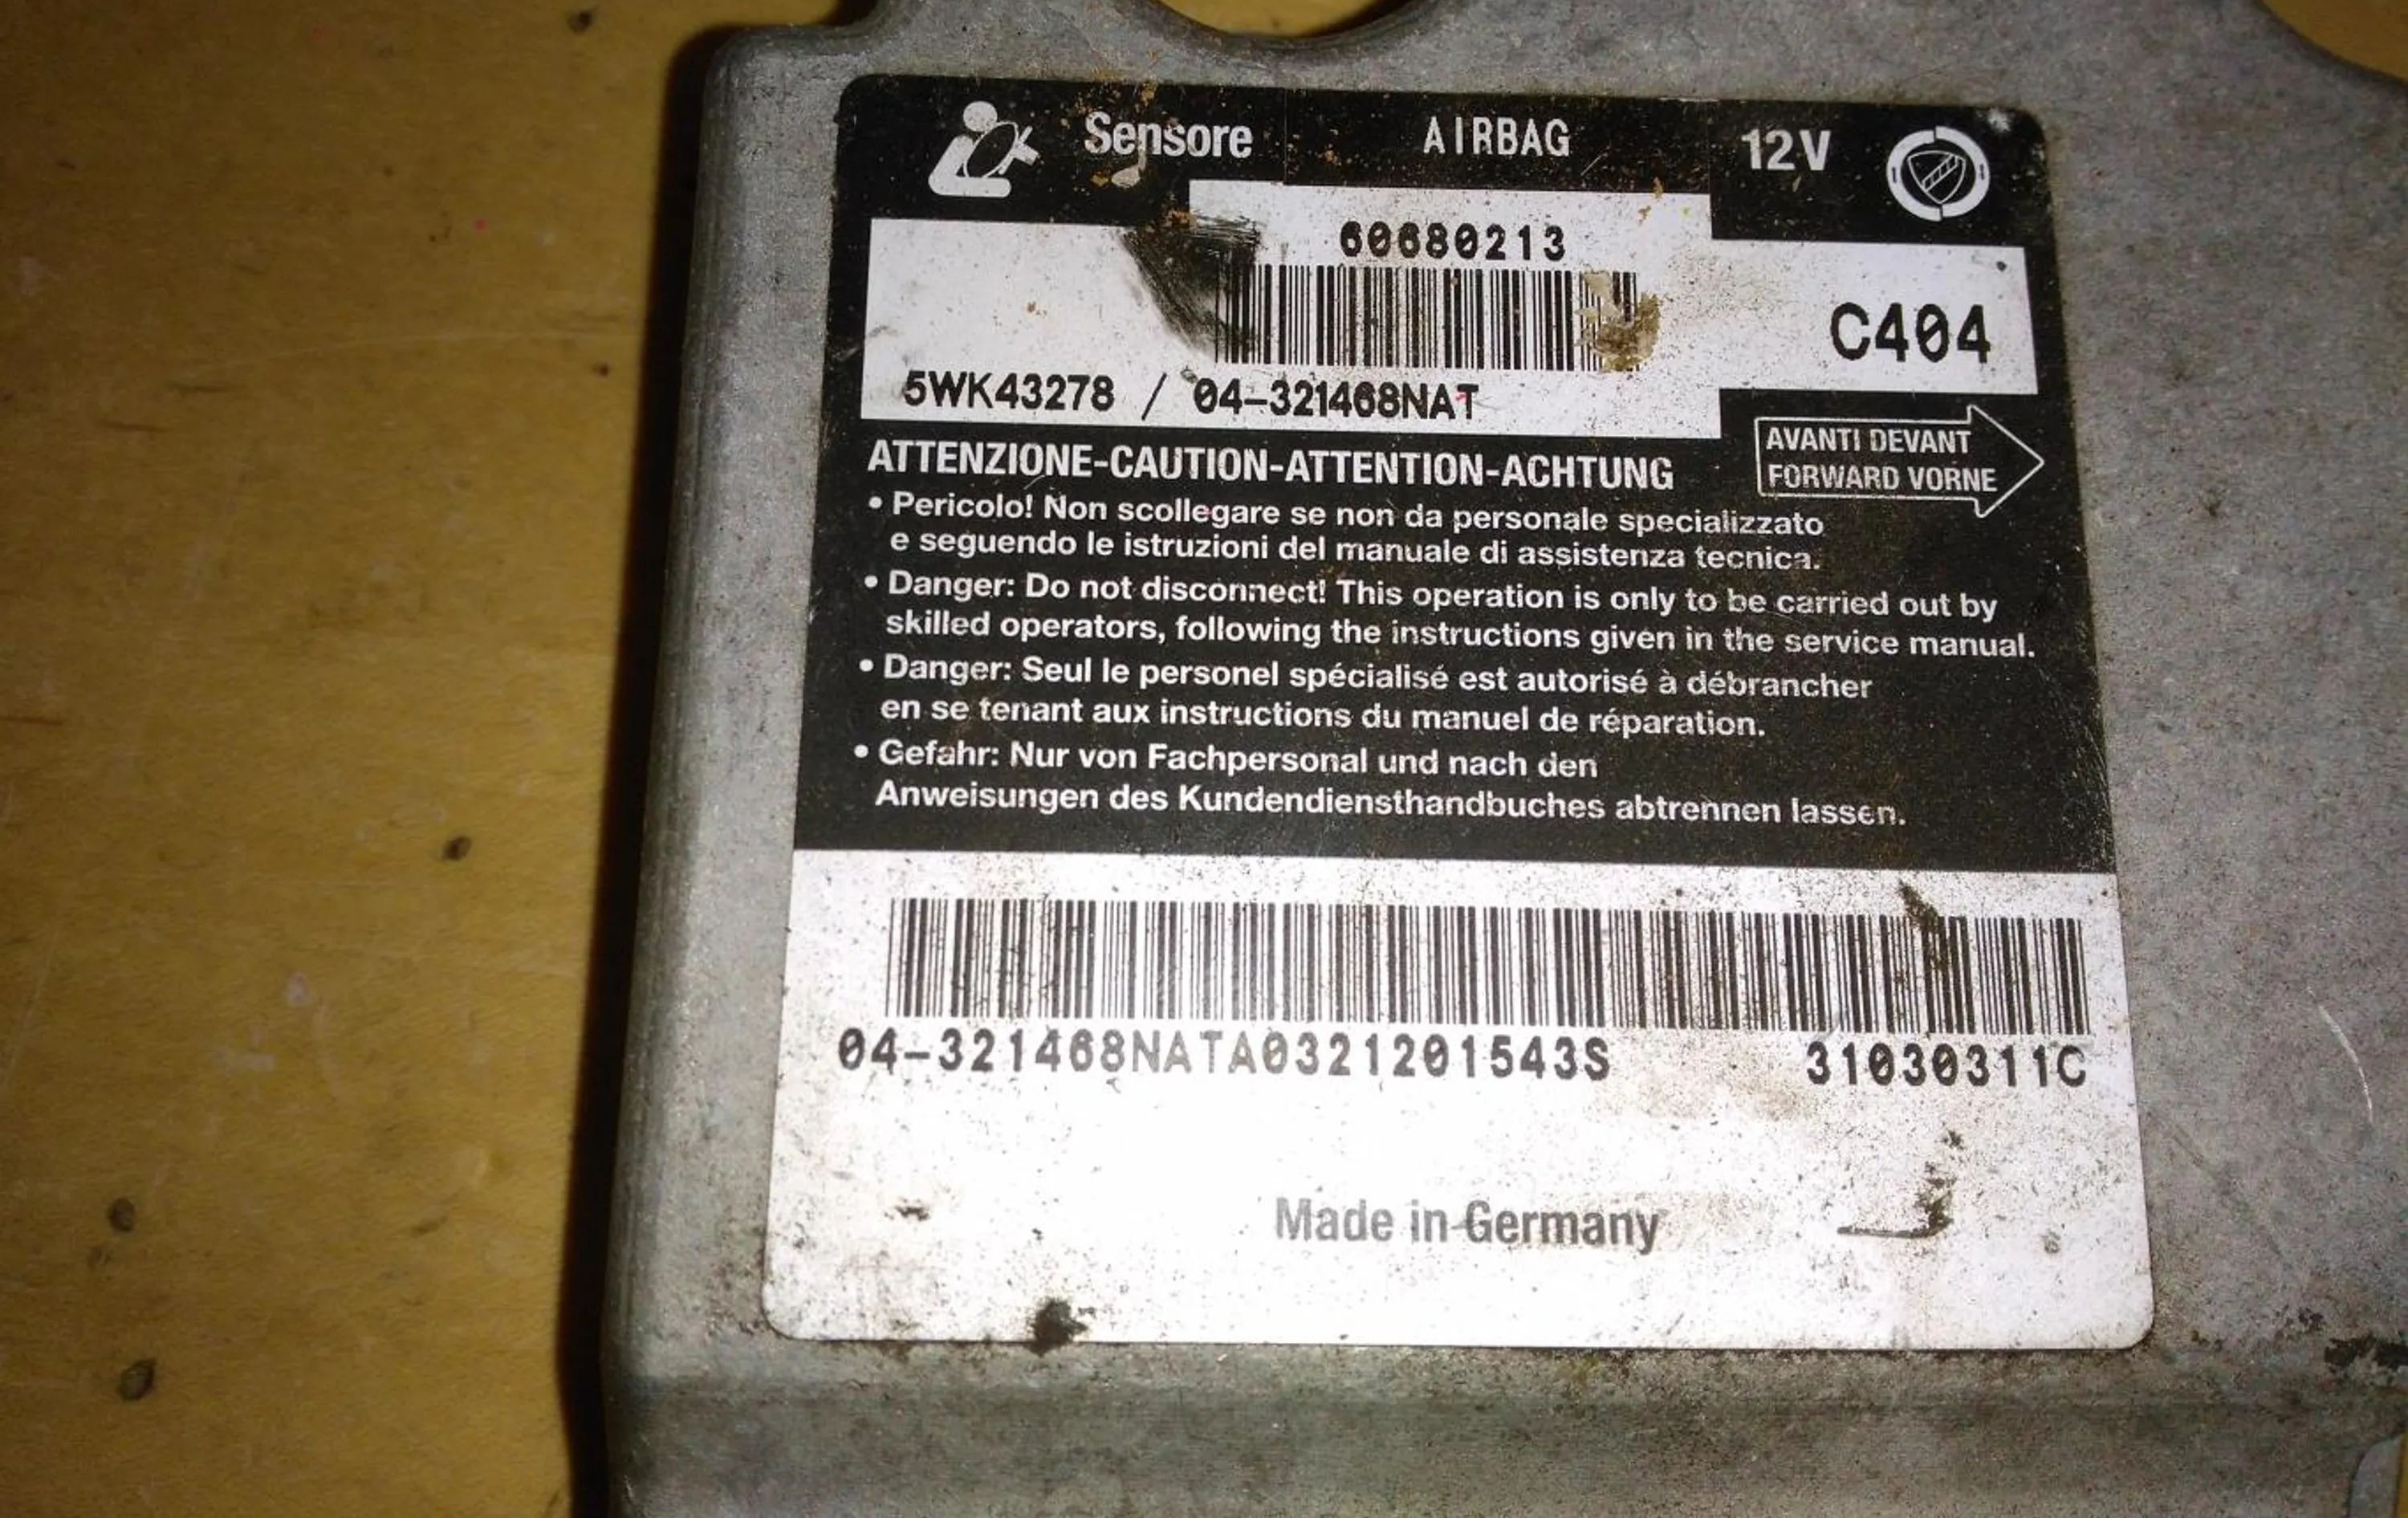 Sensore AIRBAG 12V
60680213
C404
5WK43278 / 04-321468NAT
ATTENZIONE-CAUTION-ATTENTION-ACHTUNG
AVANTI DEVANT
FORWARD VORNE
• Pericolo! Non scollegare se non da personale specializzato
e seguendo le istruzioni del manuale di assistenza tecnica.
• Danger: Do not disconnect! This operation is only to be carried out by
skilled operators, following the instructions given in the service manual.
• Danger: Seul le personel spécialisé est autorisé à débrancher
en se tenant aux instructions du manuel de réparation.
• Gefahr: Nur von Fachpersonal und nach den
Anweisungen des Kundendiensthandbuches abtrennen lassen.
04-321468NATA0321201543S 31030311C
Made in Germany